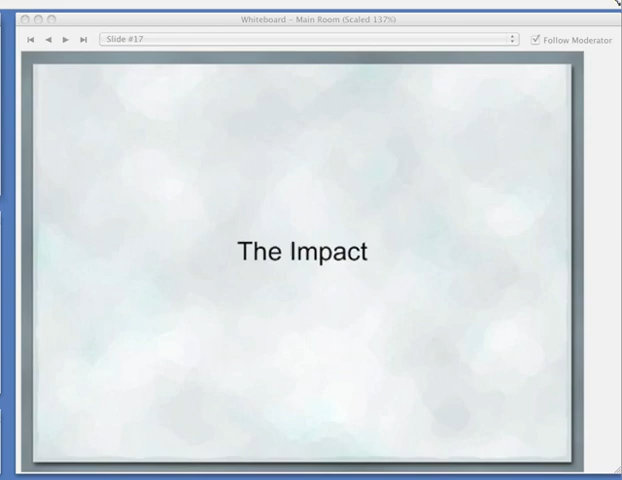 Whiteboard – Main Room (Scaled 137%)
Slide #17
Follow Moderator
The Impact